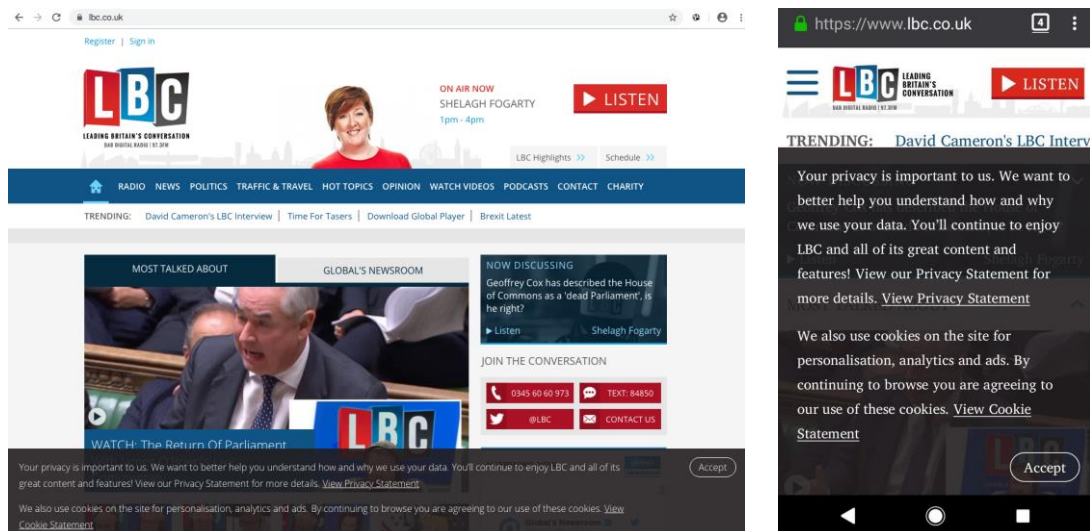 lbc.co.uk
Register | Sign in
LBC
LEADING BRITAIN'S CONVERSATION
DAB DIGITAL RADIO | 97.3FM
ON AIR NOW
SHELAGH FOGARTY
1pm - 4pm
LISTEN
LBC Highlights
Schedule
RADIO NEWS POLITICS TRAFFIC & TRAVEL HOT TOPICS OPINION WATCH VIDEOS PODCASTS CONTACT CHARITY
TRENDING: David Cameron's LBC Interview | Time For Tasers | Download Global Player | Brexit Latest
MOST TALKED ABOUT
GLOBAL'S NEWSROOM
LBC
WATCH: The Return Of Parliament
NOW DISCUSSING
Geoffrey Cox has described the House
of Commons as a 'dead Parliament', is
he right?
Listen
Shelagh Fogarty
JOIN THE CONVERSATION
0345 60 60 973
TEXT: 84850
@LBC
CONTACT US
Your privacy is important to us. We want to better help you understand how and why we use your data. You'll continue to enjoy LBC and all of its
great content and features! View our Privacy Statement for more details. View Privacy Statement
Accept
We also use cookies on the site for personalisation, analytics and ads. By continuing to browse you are agreeing to our use of these cookies. View
Cookie Statement
https://www.lbc.co.uk
4
LBC
LEADING
BRITAIN'S
CONVERSATION
DAB DIGITAL RADIO | 97.3FM
LISTEN
TRENDING: David Cameron's LBC Interv
Your privacy is important to us. We want to
better help you understand how and why
we use your data. You'll continue to enjoy
LBC and all of its great content and
features! View our Privacy Statement for
more details. View Privacy Statement
We also use cookies on the site for
personalisation, analytics and ads. By
continuing to browse you are agreeing to
our use of these cookies. View Cookie
Statement
Accept